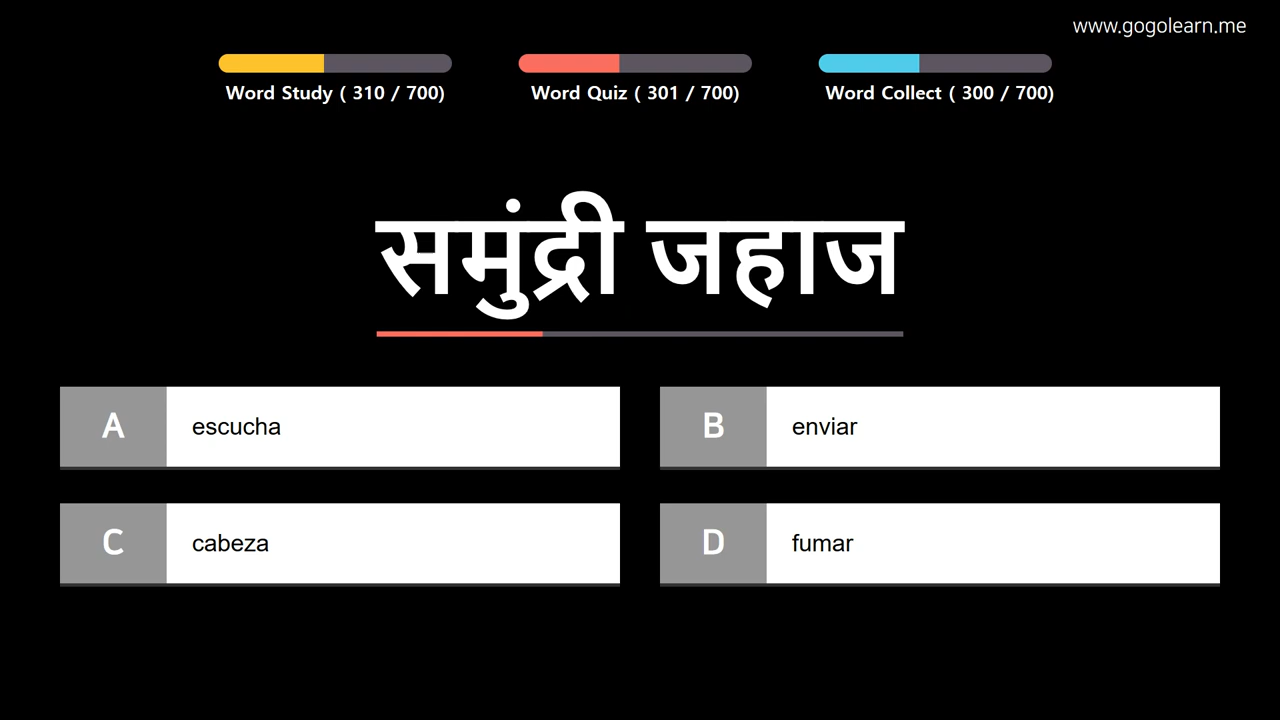 www.gogolearn.me
Word Study ( 310 / 700)
Word Quiz ( 301 / 700)
Word Collect ( 300 / 700)
समुंद्री जहाज
A
escucha
B
enviar
C
cabeza
D
fumar